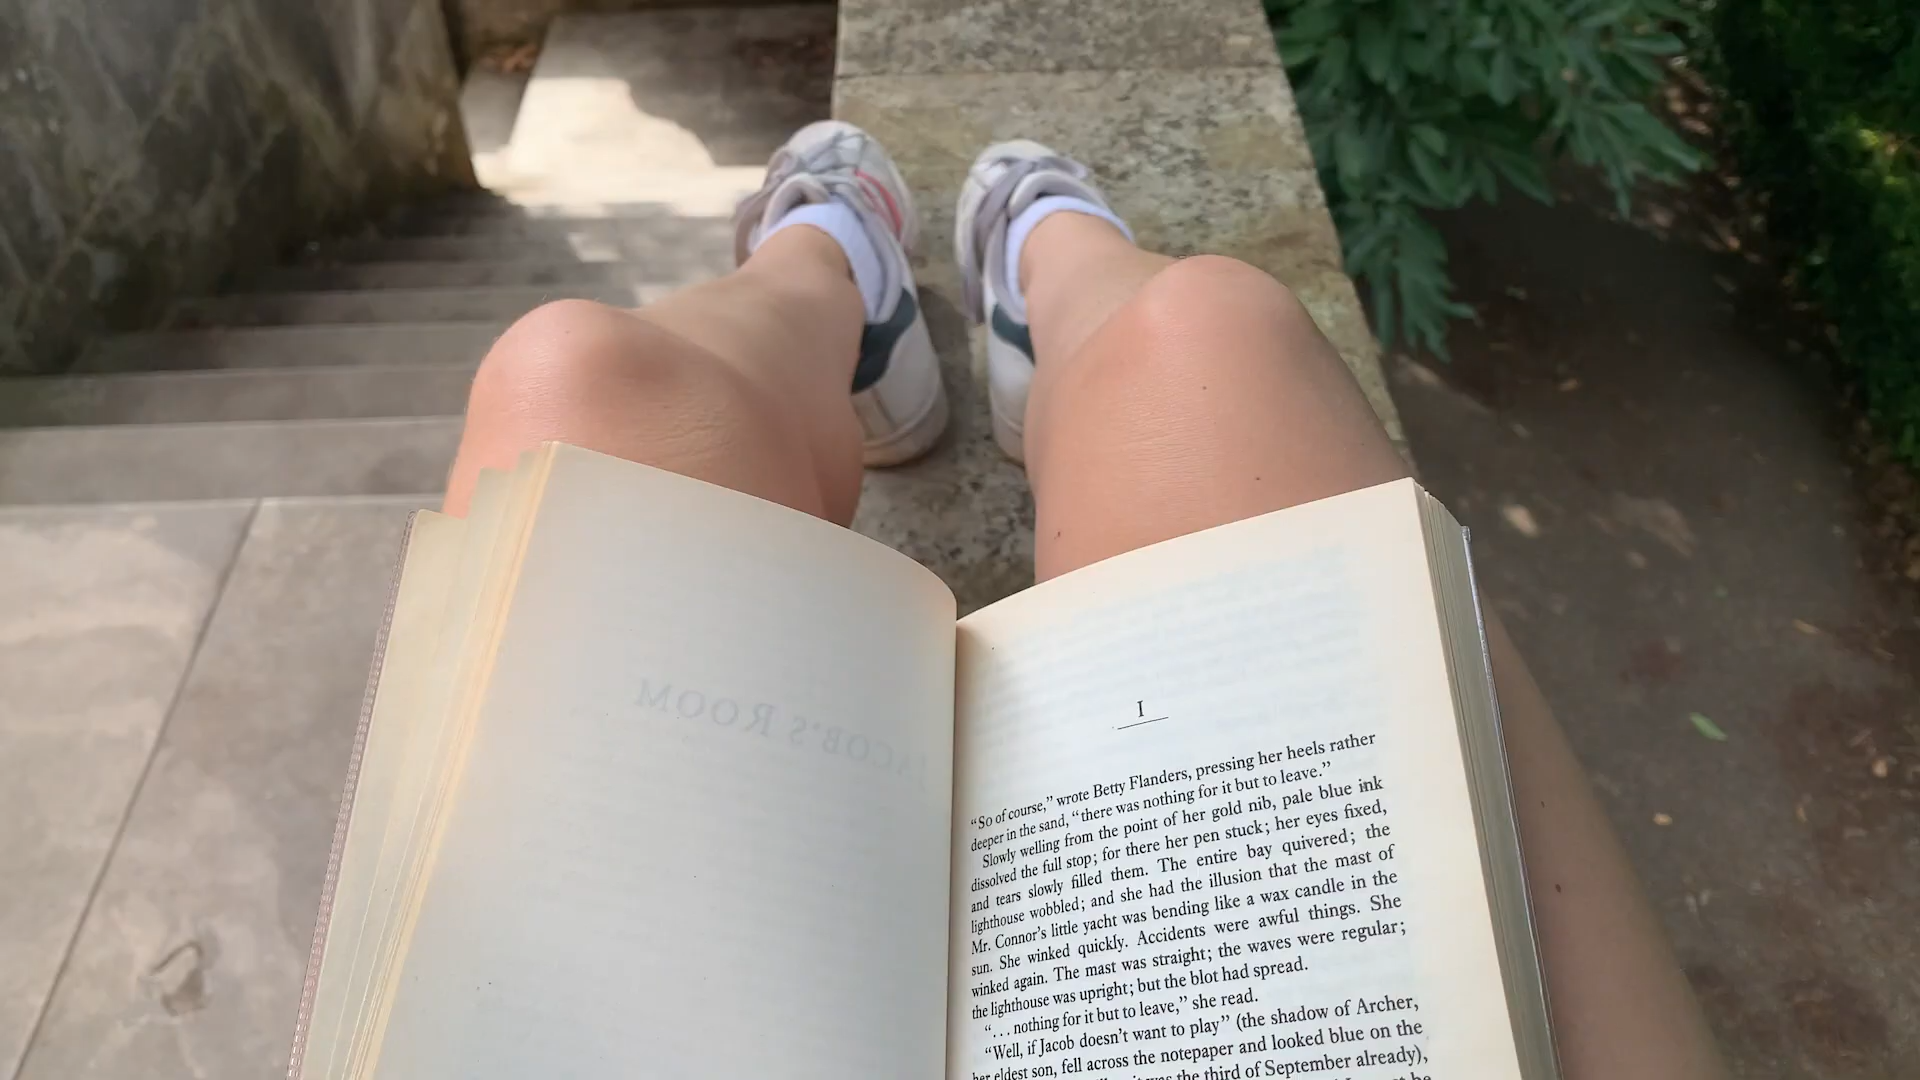 JACOB'S ROOM
I
“So of course,” wrote Betty Flanders, pressing her heels rather
deeper in the sand, “there was nothing for it but to leave.”
Slowly welling from the point of her gold nib, pale blue ink
dissolved the full stop; for there her pen stuck; her eyes fixed,
and tears slowly filled them. The entire bay quivered; the
lighthouse wobbled; and she had the illusion that the mast of
Mr. Connor’s little yacht was bending like a wax candle in the
sun. She winked quickly. Accidents were awful things. She
winked again. The mast was straight; the waves were regular;
the lighthouse was upright; but the blot had spread.
“. . . nothing for it but to leave,” she read.
“Well, if Jacob doesn’t want to play” (the shadow of Archer,
her eldest son, fell across the notepaper and looked blue on the
was the third of September already),